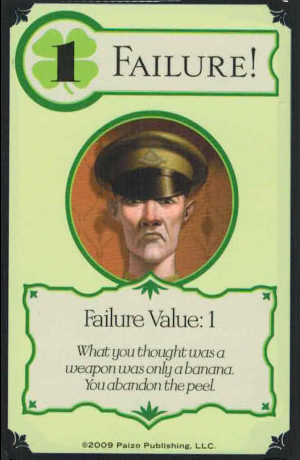 1 FAILURE!
Failure Value: 1
What you thought was a
weapon was only a banana.
You abandon the peel.
©2009 Paizo Publishing, LLC.